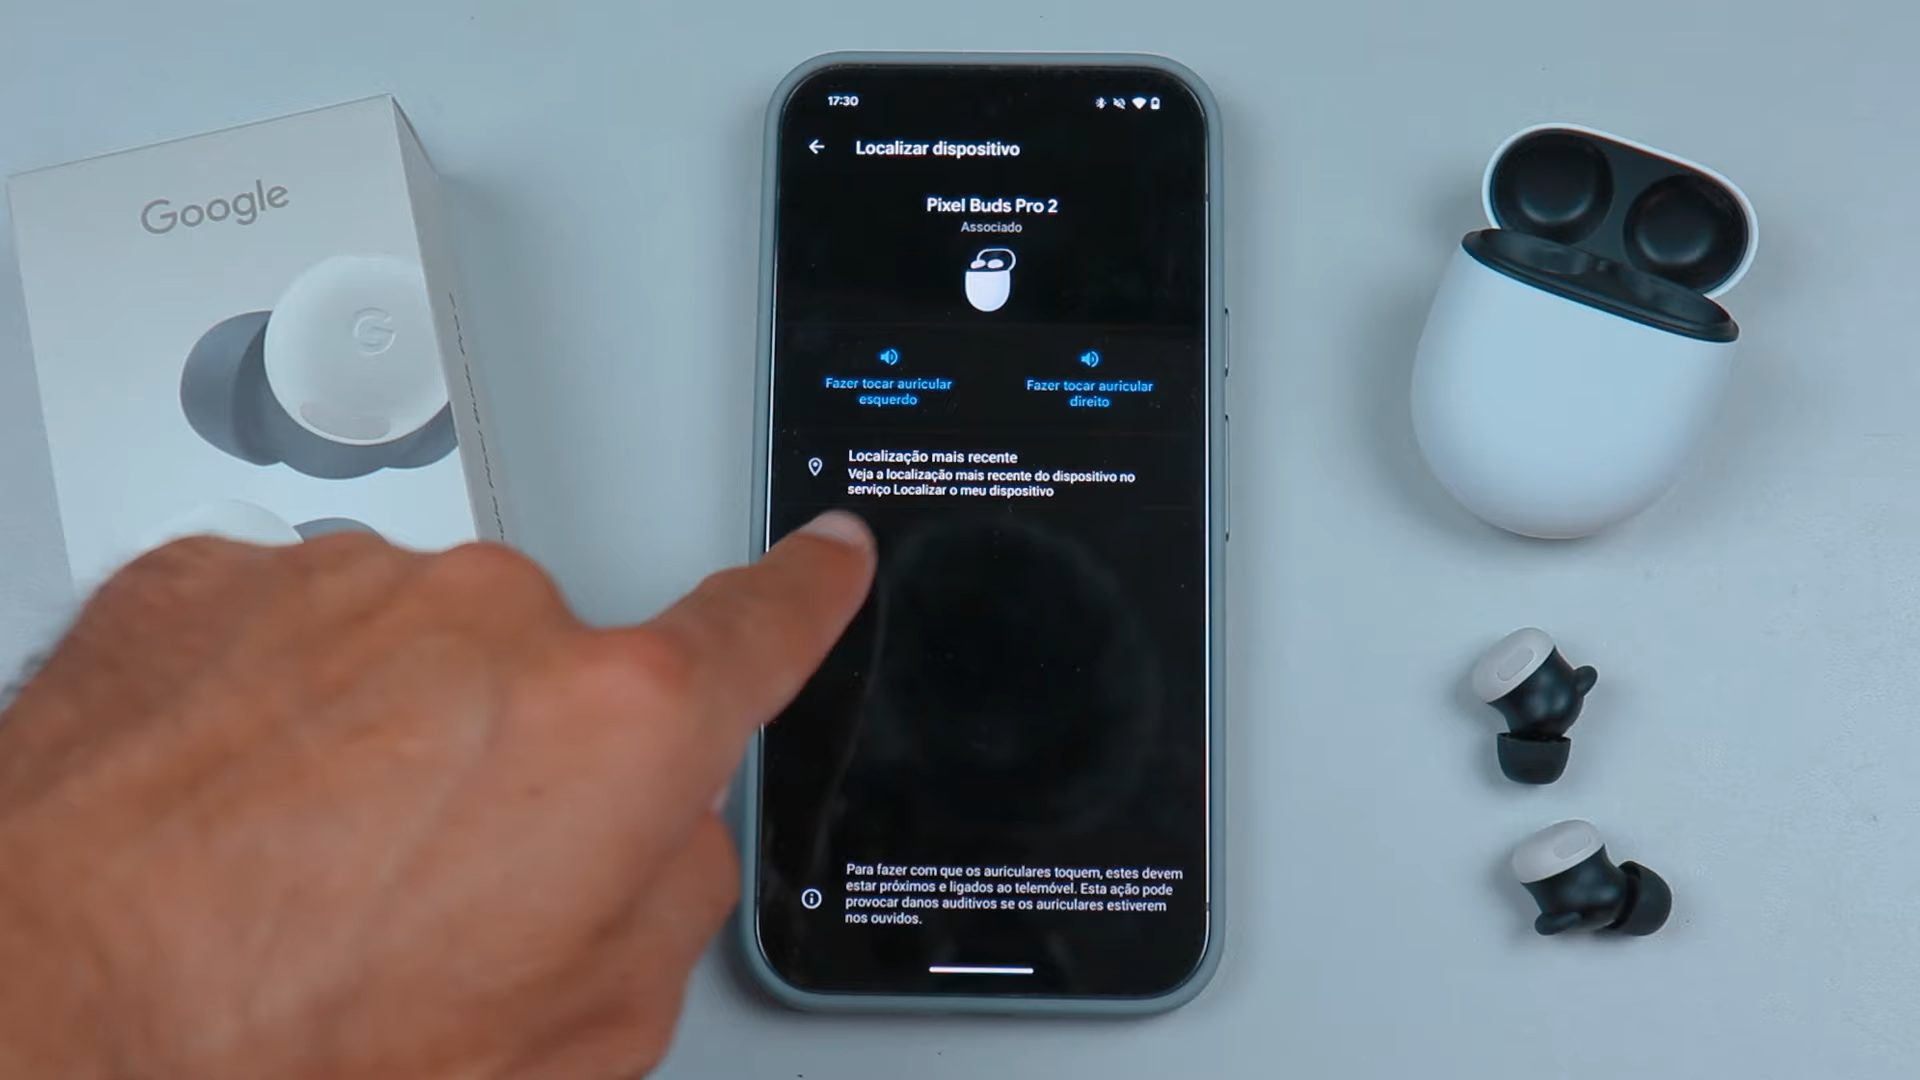 Google
G
17:30
Localizar dispositivo
Pixel Buds Pro 2
Associado
Fazer tocar auricular
esquerdo
Fazer tocar auricular
direito
Localização mais recente
Veja a localização mais recente do dispositivo no
serviço Localizar o meu dispositivo
Para fazer com que os auriculares toquem, estes devem
estar próximos e ligados ao telemóvel. Esta ação pode
provocar danos auditivos se os auriculares estiverem
nos ouvidos.